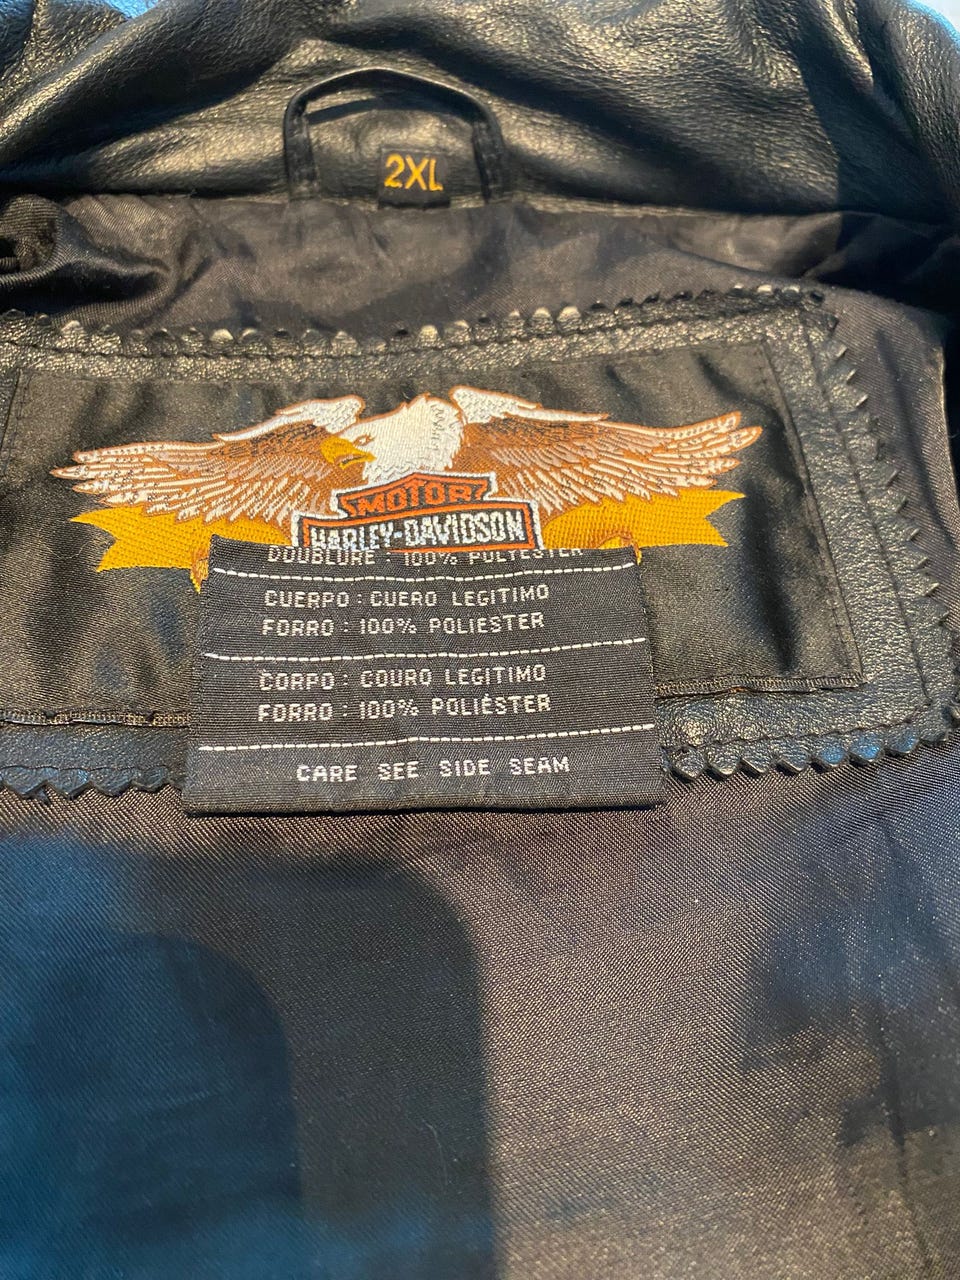 2XL
MOTOR
HARLEY-DAVIDSON
DOUBLURE : 100% POLYESTER
CUERPO : CUERO LEGITIMO
FORRO : 100% POLIESTER
CORPO : COURO LEGITIMO
FORRO : 100% POLIÉSTER
CARE SEE SIDE SEAM